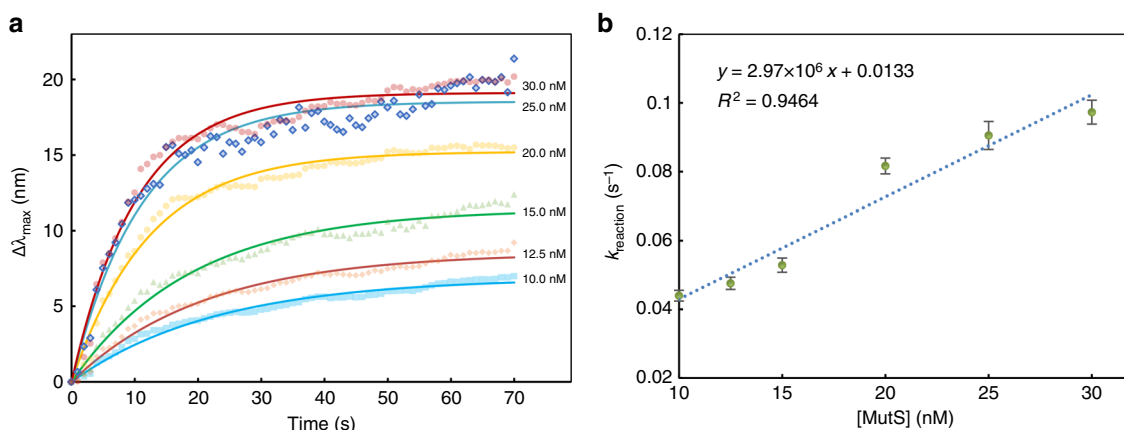 a
20
15
10
5
0
Δλmax (nm)
0 10 20 30 40 50 60 70 80
Time (s)
30.0 nM
25.0 nM
20.0 nM
15.0 nM
12.5 nM
10.0 nM
b
0.12
0.1
0.08
0.06
0.04
0.02
kreaction (s⁻¹)
y = 2.97×10⁶ x + 0.0133
R² = 0.9464
10 15 20 25 30
[MutS] (nM)